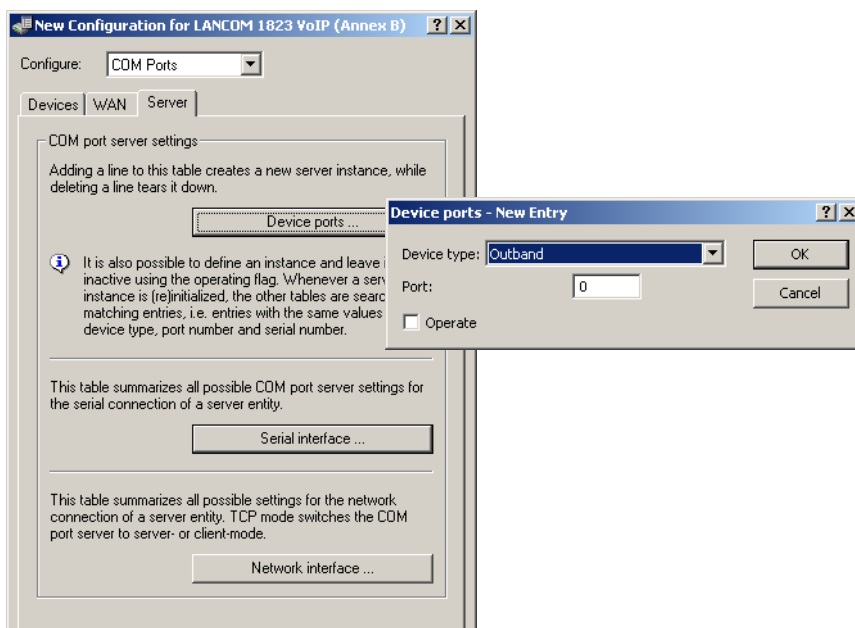 New Configuration for LANCOM 1823 VoIP (Annex B)
Configure: COM Ports
Devices WAN Server
COM port server settings
Adding a line to this table creates a new server instance, while
deleting a line tears it down.
Device ports ...
It is also possible to define an instance and leave i
inactive using the operating flag. Whenever a serv
instance is (re)initialized, the other tables are searc
matching entries, i.e. entries with the same values
device type, port number and serial number.
This table summarizes all possible COM port server settings for
the serial connection of a server entity.
Serial interface ...
This table summarizes all possible settings for the network
connection of a server entity. TCP mode switches the COM
port server to server- or client-mode.
Network interface ...
Device ports - New Entry
Device type: Outband
OK
Port: 0
Cancel
Operate